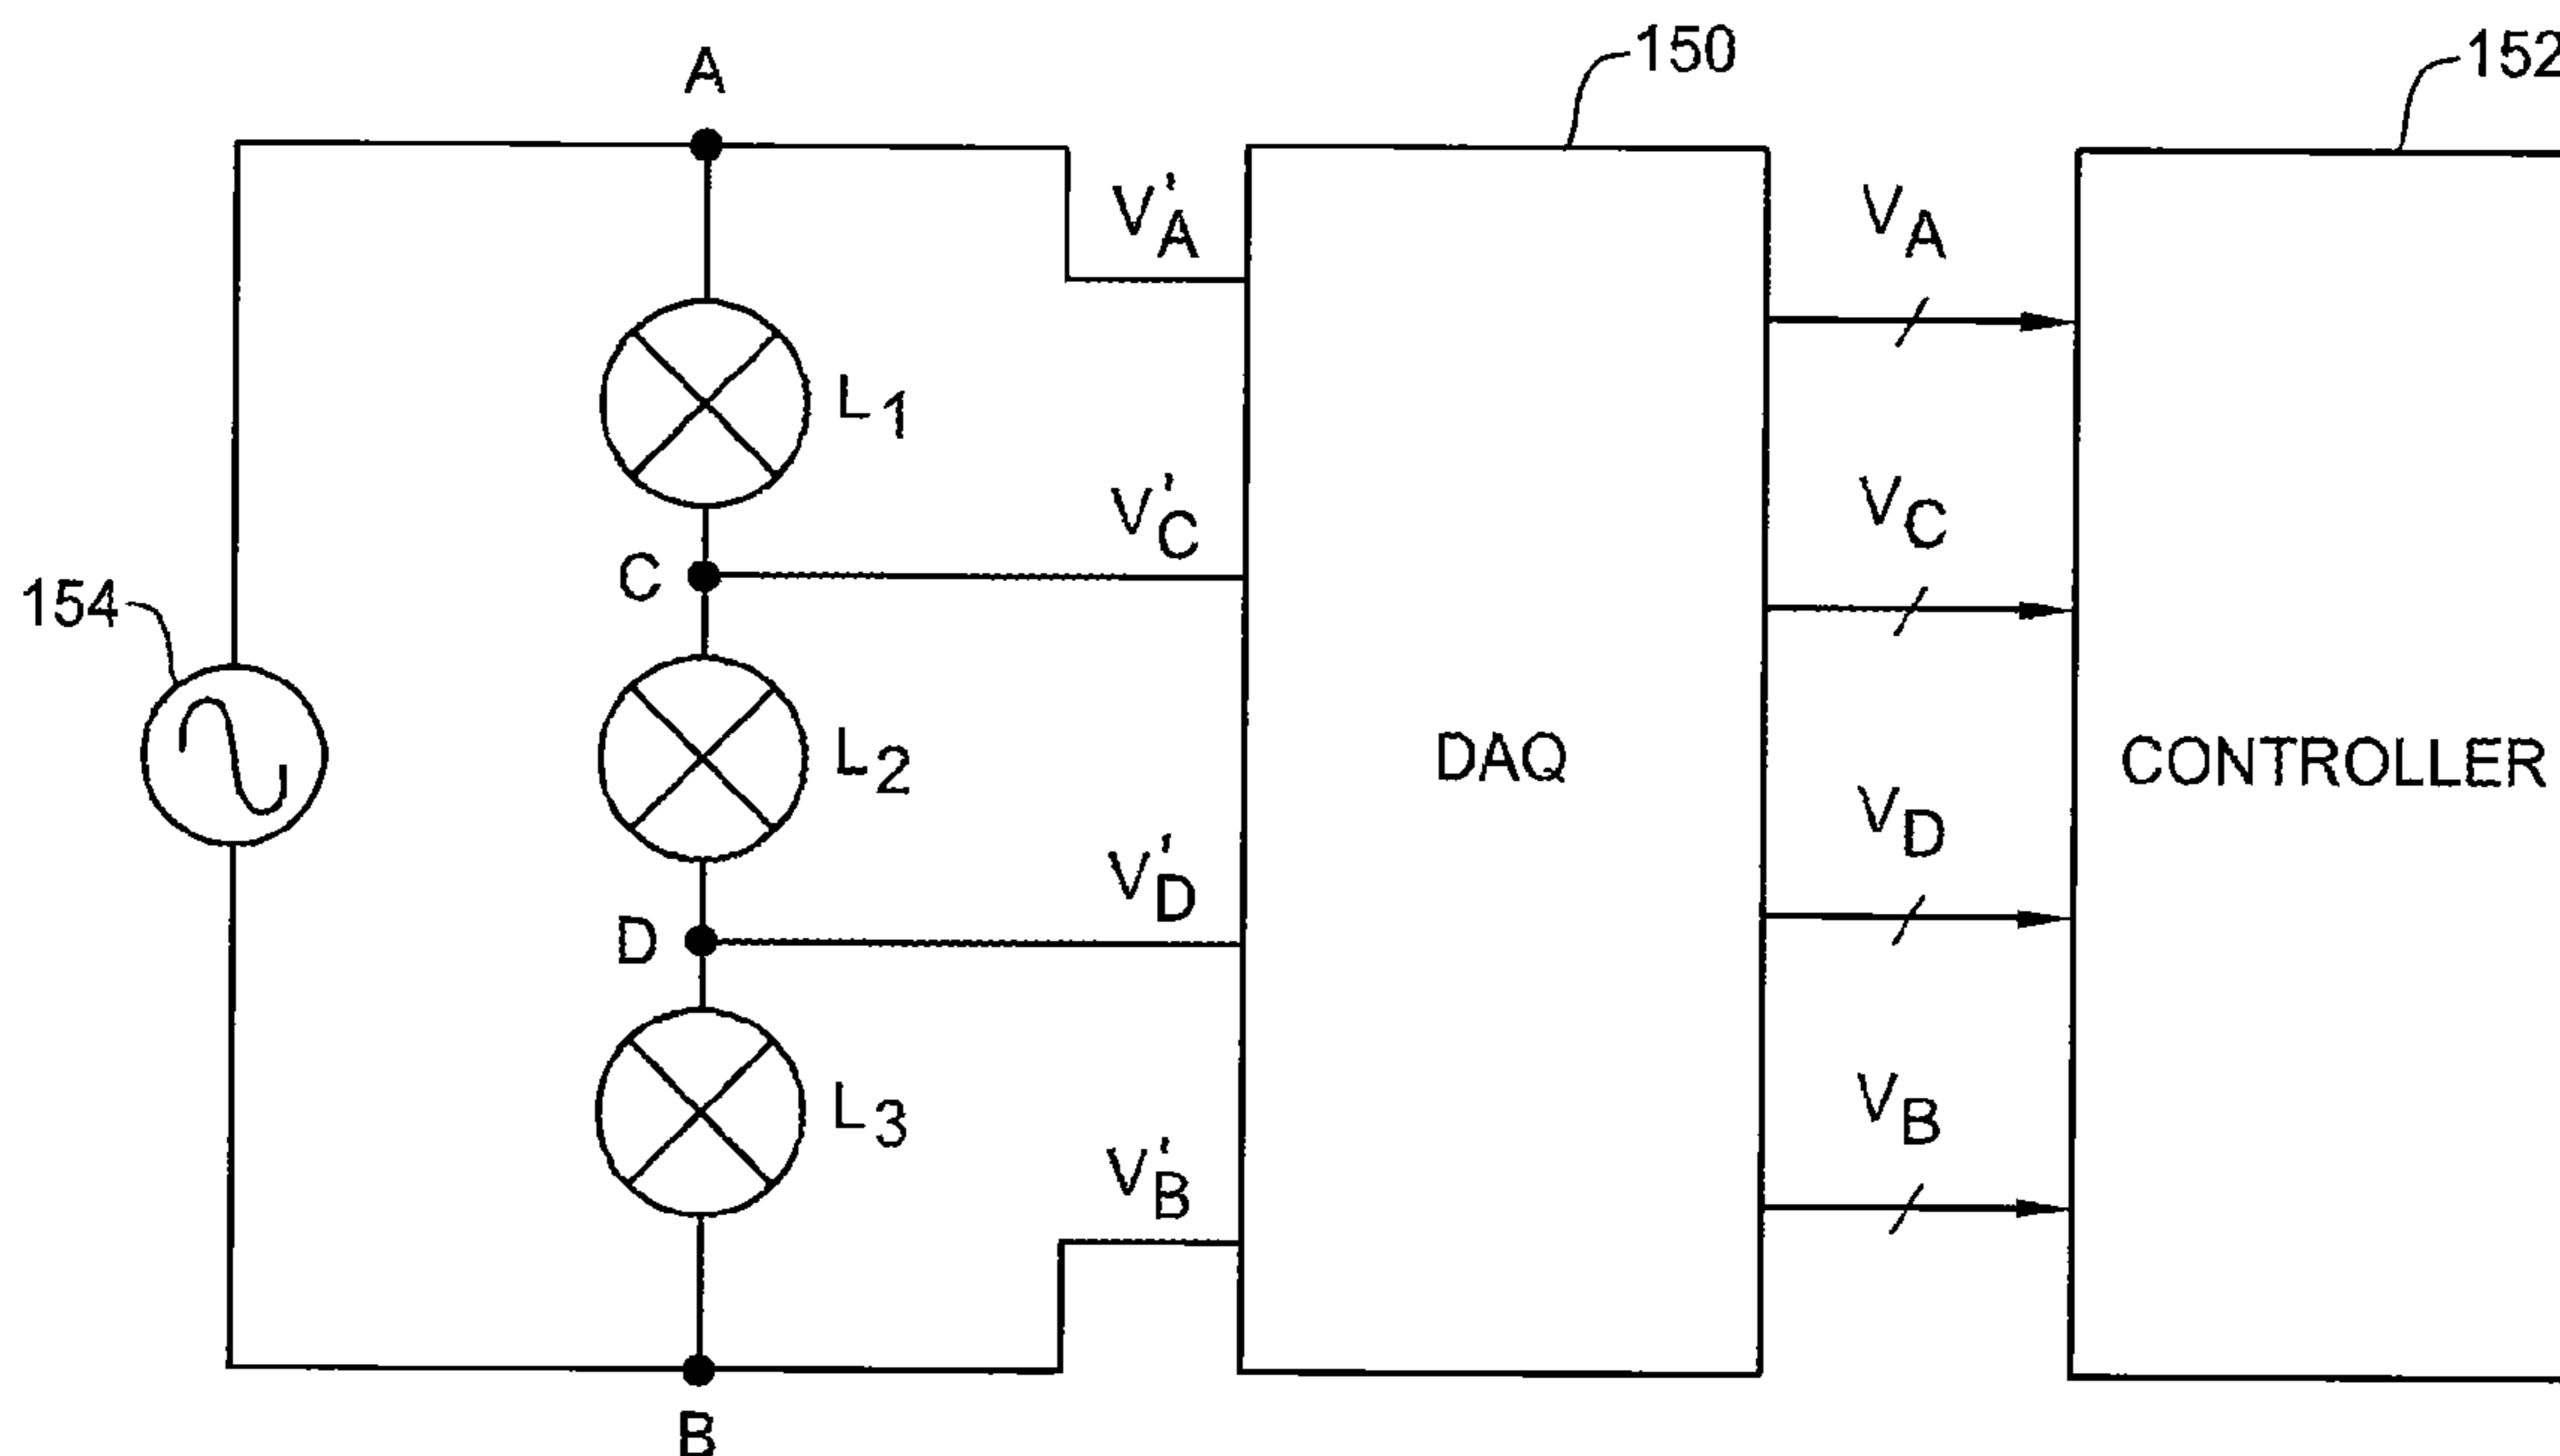 A
150
152
V'A
VA
L1
V'C
VC
C
154
L2
DAQ
CONTROLLER
V'D
VD
D
L3
V'B
VB
B